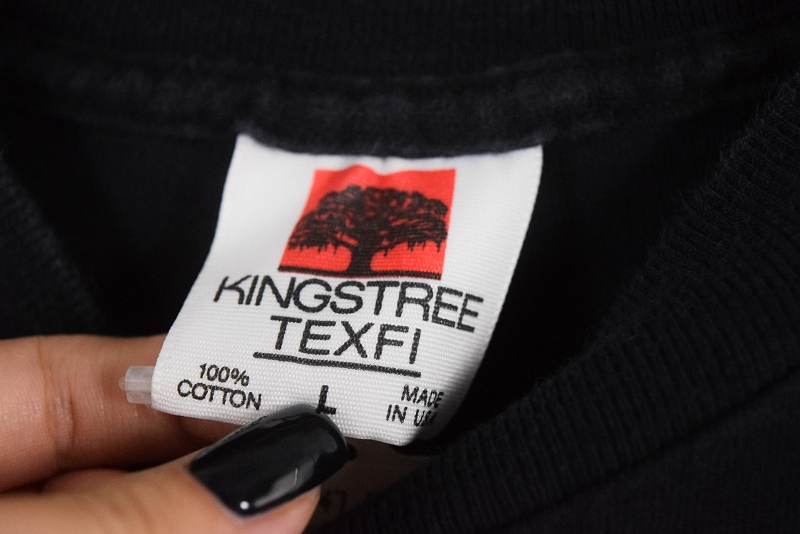 KINGSTREE
TEXFI
100%
COTTON
L
MADE
IN USA